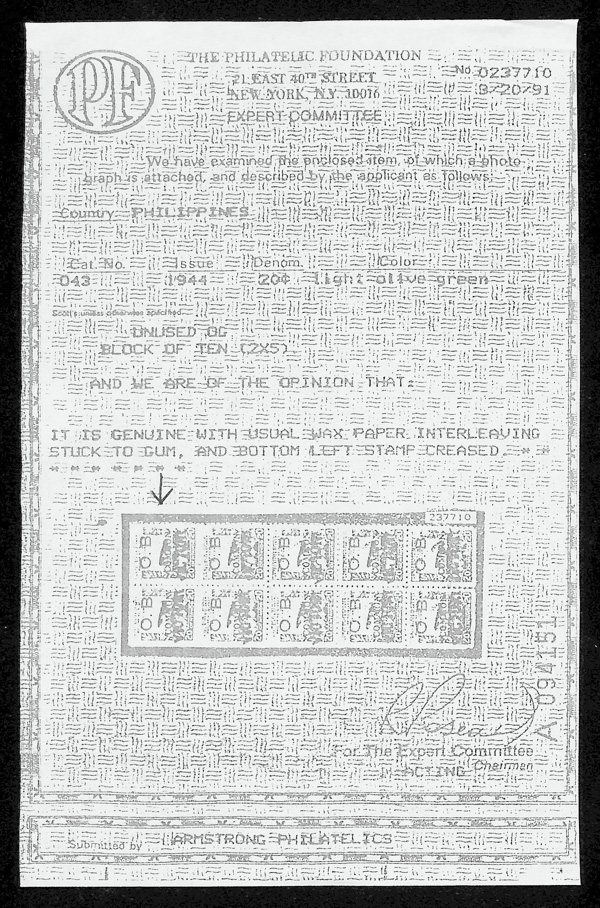 PF
THE PHILATELIC FOUNDATION
21 EAST 40TH STREET
NEW YORK, N.Y. 10016
No 0237710
3/20/91
EXPERT COMMITTEE
We have examined the enclosed item, of which a photo
graph is attached, and described by the applicant as follows:
Country PHILIPPINES
Cat. No. Issue Denom. Color
043 1944 20¢ light olive green
Scott's unless otherwise specified
UNUSED OG
BLOCK OF TEN (2X5)
AND WE ARE OF THE OPINION THAT:
IT IS GENUINE WITH USUAL WAX PAPER INTERLEAVING
STUCK TO GUM, AND BOTTOM LEFT STAMP CREASED. * *
* * * * * * *
237710
O.B. O.B. O.B. O.B. O.B.
O.B. O.B. O.B. O.B. O.B.
A 094151
For The Expert Committee
ACTING Chairmen
Submitted by ARMSTRONG PHILATELICS